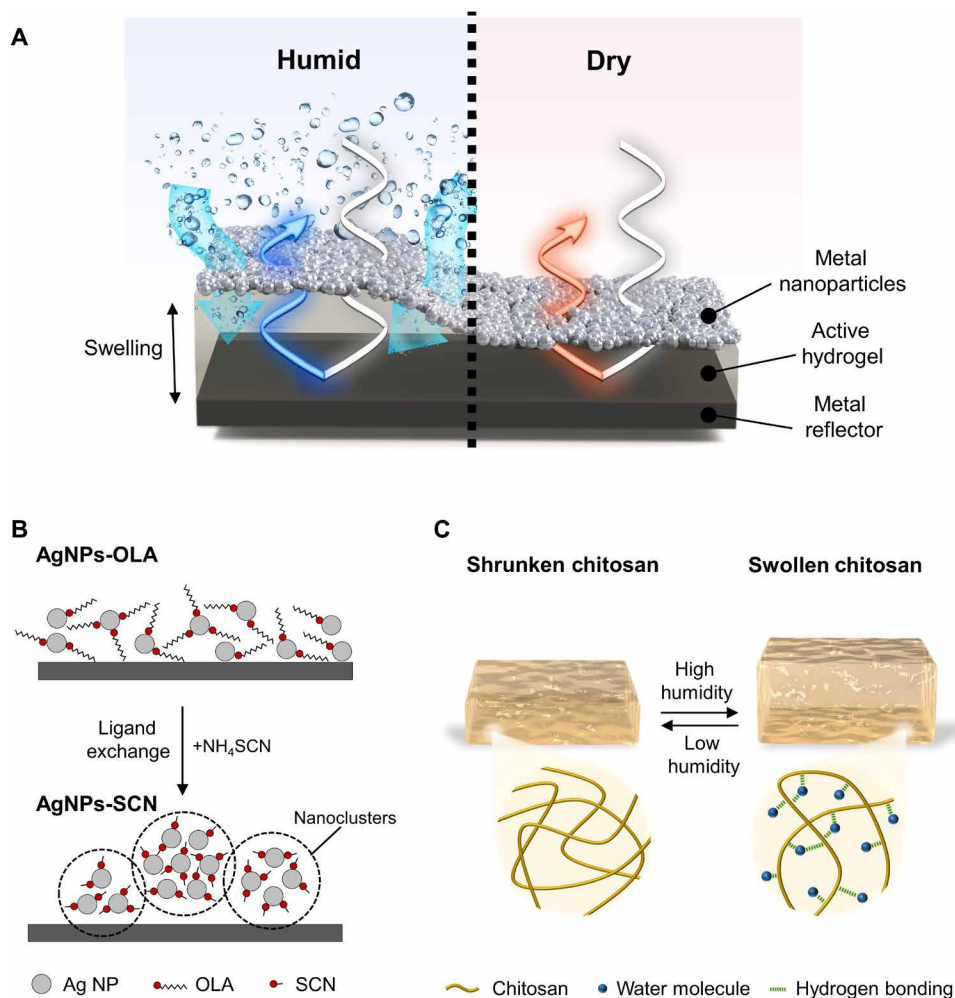 A
Humid
Dry
Swelling
Metal
nanoparticles
Active
hydrogel
Metal
reflector
B
AgNPs-OLA
Ligand
exchange
+NH₄SCN
AgNPs-SCN
Nanoclusters
Ag NP
OLA
SCN
C
Shrunken chitosan
Swollen chitosan
High
humidity
Low
humidity
Chitosan
Water molecule
Hydrogen bonding